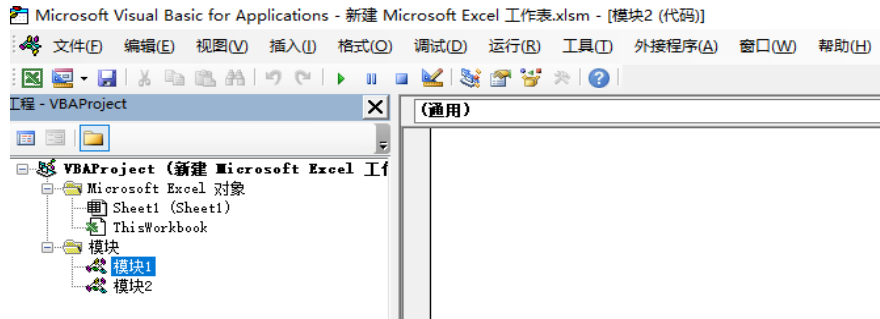 Microsoft Visual Basic for Applications - 新建 Microsoft Excel 工作表.xlsm - [模块2 (代码)]
文件(F) 编辑(E) 视图(V) 插入(I) 格式(O) 调试(D) 运行(R) 工具(T) 外接程序(A) 窗口(W) 帮助(H)
工程 - VBAProject
(通用)
VBAProject (新建 Microsoft Excel 工作
Microsoft Excel 对象
Sheet1 (Sheet1)
ThisWorkbook
模块
模块1
模块2